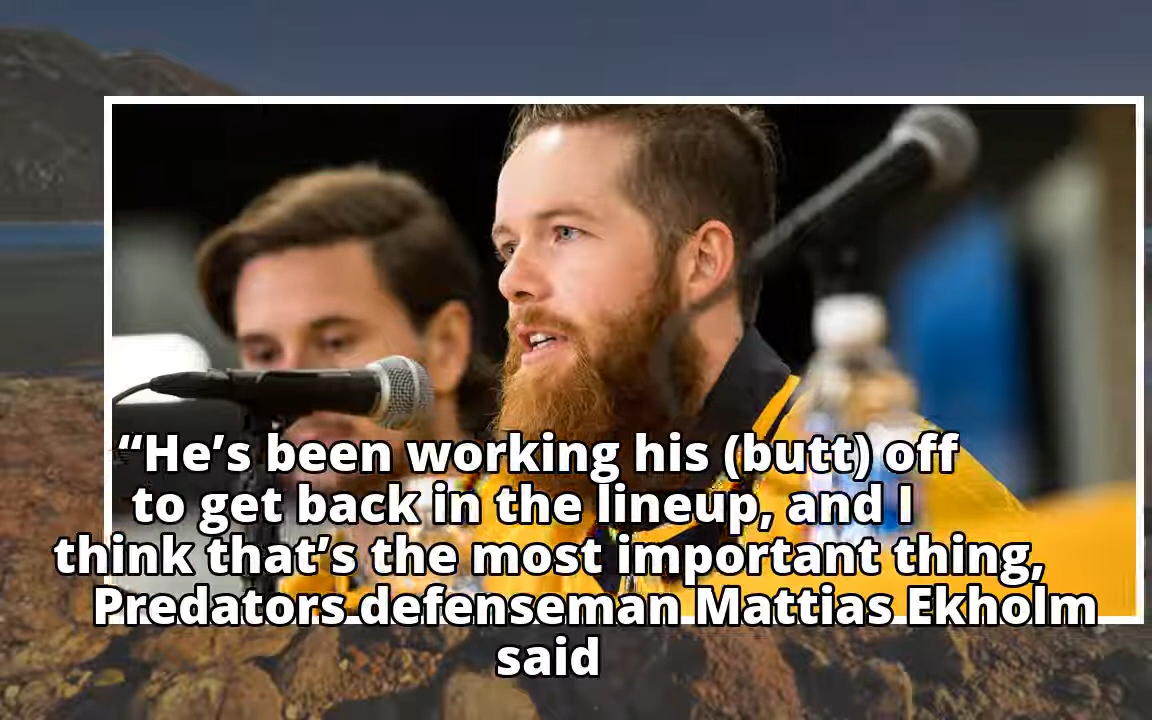 “He’s been working his (butt) off
to get back in the lineup, and I
think that’s the most important thing,
Predators defenseman Mattias Ekholm
said